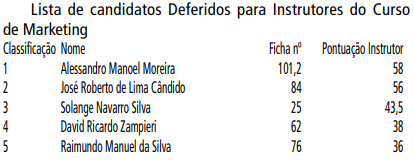 Lista de candidatos Deferidos para Instrutores do Curso
de Marketing
Classificação Nome Ficha nº Pontuação Instrutor
1 Alessandro Manoel Moreira 101,2 58
2 José Roberto de Lima Cândido 84 56
3 Solange Navarro Silva 25 43,5
4 David Ricardo Zampieri 62 38
5 Raimundo Manuel da Silva 76 36